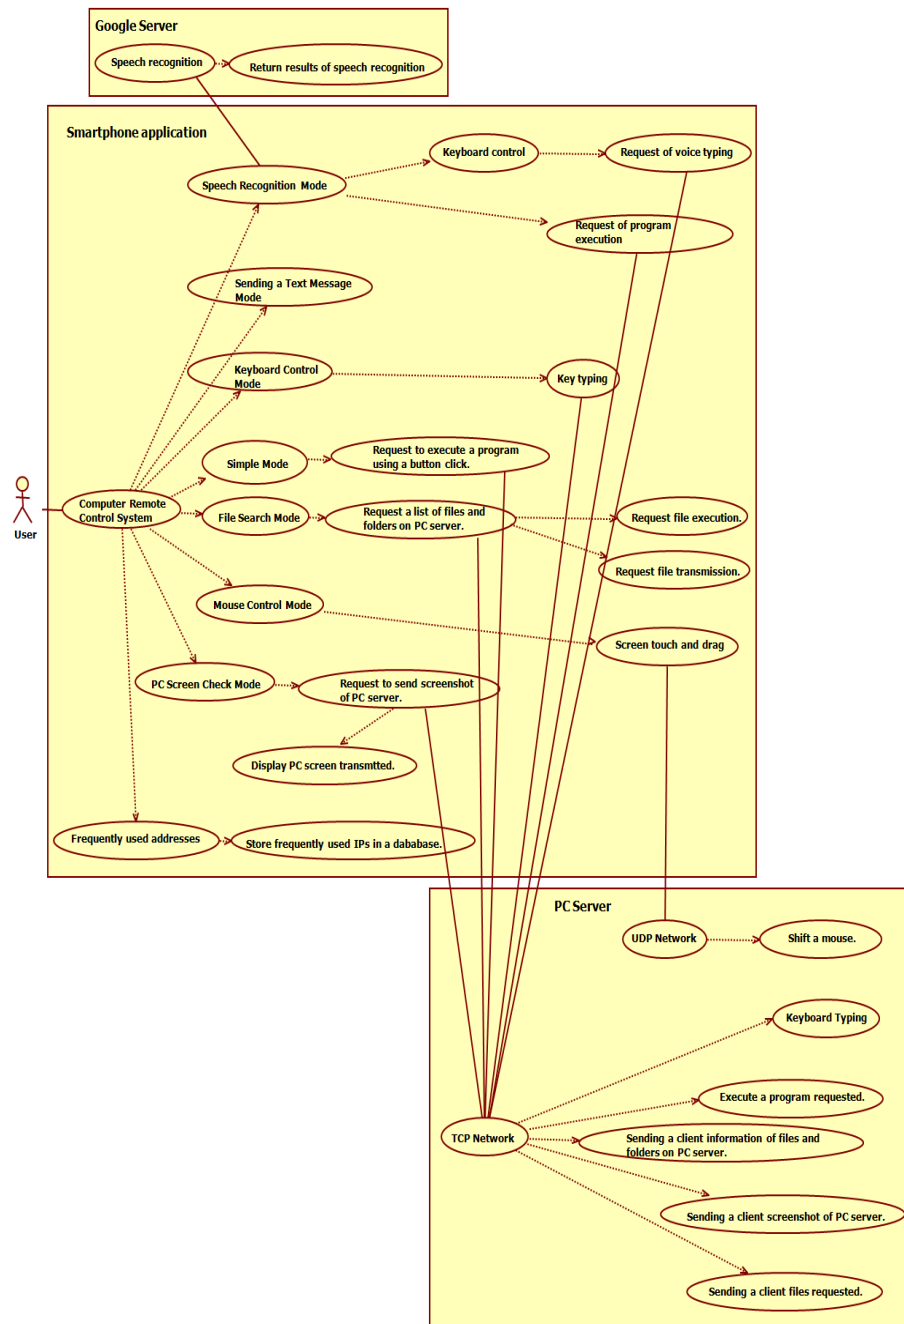 Google Server
Speech recognition
Return results of speech recognition
Smartphone application
Keyboard control
Request of voice typing
Speech Recognition Mode
Request of program
execution
Sending a Text Message
Mode
Keyboard Control
Mode
Key typing
Simple Mode
Request to execute a program
using a button click.
User
Computer Remote
Control System
File Search Mode
Request a list of files and
folders on PC server.
Request file execution.
Request file transmission.
Mouse Control Mode
Screen touch and drag
PC Screen Check Mode
Request to send screenshot
of PC server.
Display PC screen transmtted.
Frequently used addresses
Store frequently used IPs in a dababase.
PC Server
UDP Network
Shift a mouse.
Keyboard Typing
Execute a program requested.
TCP Network
Sending a client information of files and
folders on PC server.
Sending a client screenshot of PC server.
Sending a client files requested.